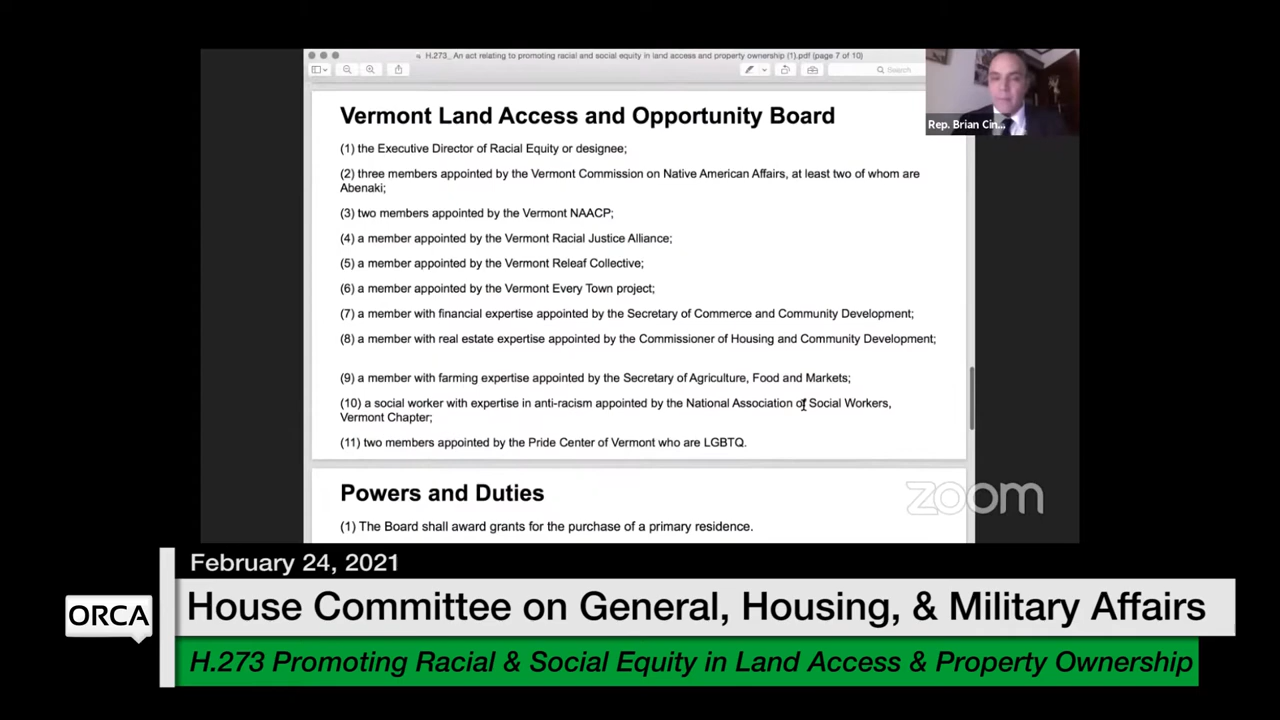 H.273_ An act relating to promoting racial and social equity in land access and property ownership (1).pdf (page 7 of 10)
Search
Rep. Brian Cin...
Vermont Land Access and Opportunity Board
(1) the Executive Director of Racial Equity or designee;
(2) three members appointed by the Vermont Commission on Native American Affairs, at least two of whom are
Abenaki;
(3) two members appointed by the Vermont NAACP;
(4) a member appointed by the Vermont Racial Justice Alliance;
(5) a member appointed by the Vermont Releaf Collective;
(6) a member appointed by the Vermont Every Town project;
(7) a member with financial expertise appointed by the Secretary of Commerce and Community Development;
(8) a member with real estate expertise appointed by the Commissioner of Housing and Community Development;
(9) a member with farming expertise appointed by the Secretary of Agriculture, Food and Markets;
(10) a social worker with expertise in anti-racism appointed by the National Association of Social Workers,
Vermont Chapter;
(11) two members appointed by the Pride Center of Vermont who are LGBTQ.
Powers and Duties
(1) The Board shall award grants for the purchase of a primary residence.
zoom
February 24, 2021
ORCA
House Committee on General, Housing, & Military Affairs
H.273 Promoting Racial & Social Equity in Land Access & Property Ownership